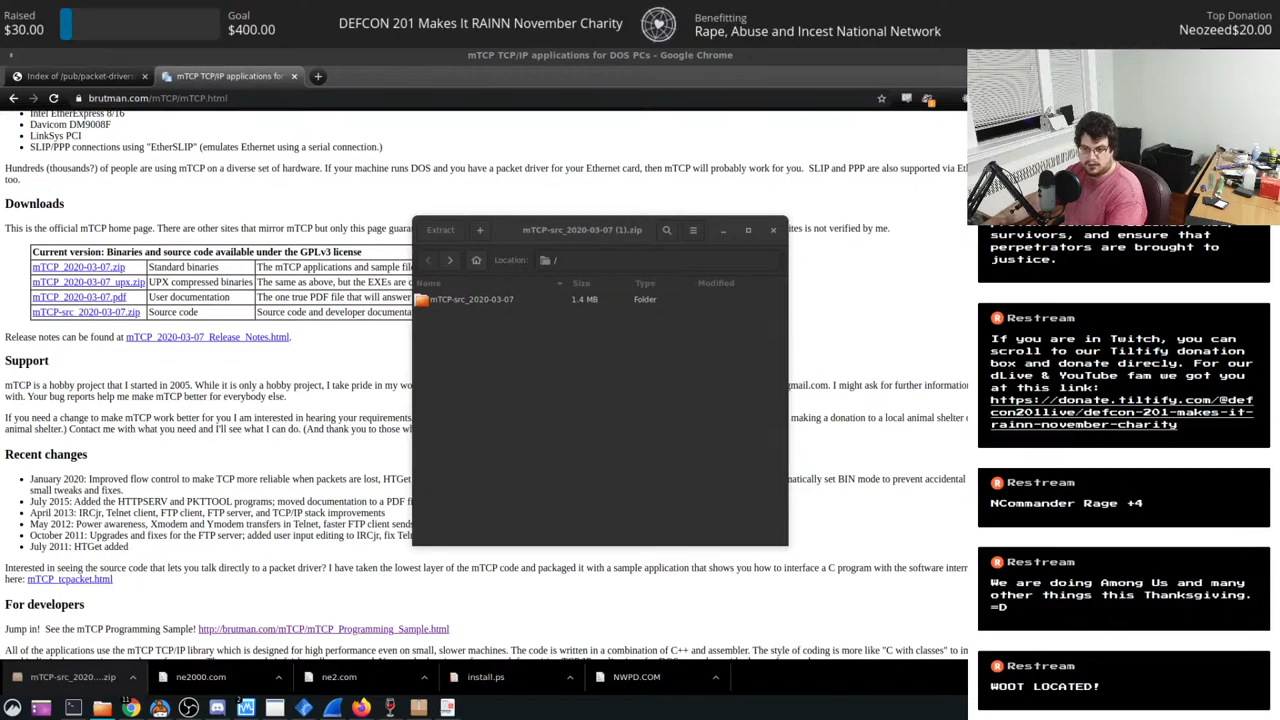 Raised
$30.00
Goal
$400.00
DEFCON 201 Makes It RAINN November Charity
Benefitting
Rape, Abuse and Incest National Network
Top Donation
Neozeed$20.00
mTCP TCP/IP applications for DOS PCs - Google Chrome
Index of /pub/packet-driver
mTCP TCP/IP applications fo
brutman.com/mTCP/mTCP.html
Intel EtherExpress 8/16
Davicom DM9008F
LinkSys PCI
SLIP/PPP connections using "EtherSLIP" (emulates Ethernet using a serial connection.)
Hundreds (thousands?) of people are using mTCP on a diverse set of hardware. If your machine runs DOS and you have a packet driver for your Ethernet card, then mTCP will probably work for you. SLIP and PPP are also supported via Et
too.
Downloads
This is the official mTCP home page. There are other sites that mirror mTCP but only this page guara
ites is not verified by me.
Current version: Binaries and source code available under the GPLv3 license
mTCP_2020-03-07.zip Standard binaries The mTCP applications and sample file
mTCP_2020-03-07_upx.zip UPX compressed binaries The same as above, but the EXEs are c
mTCP_2020-03-07.pdf User documentation The one true PDF file that will answer
mTCP-src_2020-03-07.zip Source code Source code and developer documenta
Release notes can be found at mTCP_2020-03-07_Release_Notes.html.
Support
mTCP is a hobby project that I started in 2005. While it is only a hobby project, I take pride in my wo
gmail.com. I might ask for further information
with. Your bug reports help me make mTCP better for everybody else.
If you need a change to make mTCP work better for you I am interested in hearing your requirements.
making a donation to a local animal shelter
animal shelter.) Contact me with what you need and I'll see what I can do. (And thank you to those wh
Recent changes
January 2020: Improved flow control to make TCP more reliable when packets are lost, HTGet
matically set BIN mode to prevent accidental
small tweaks and fixes.
July 2015: Added the HTTPSERV and PKTTOOL programs; moved documentation to a PDF fi
April 2013: IRCjr, Telnet client, FTP client, FTP server, and TCP/IP stack improvements
May 2012: Power awareness, Xmodem and Ymodem transfers in Telnet, faster FTP client sends
October 2011: Upgrades and fixes for the FTP server; added user input editing to IRCjr, fix Teln
July 2011: HTGet added
Interested in seeing the source code that lets you talk directly to a packet driver? I have taken the lowest layer of the mTCP code and packaged it with a sample application that shows you how to interface a C program with the software interr
here: mTCP_tcpacket.html
For developers
Jump in! See the mTCP Programming Sample! http://brutman.com/mTCP/mTCP_Programming_Sample.html
All of the applications use the mTCP TCP/IP library which is designed for high performance even on small, slower machines. The code is written in a combination of C++ and assembler. The style of coding is more like "C with classes" to in
Extract
mTCP-src_2020-03-07 (1).zip
Location:
/
Name Size Type Modified
mTCP-src_2020-03-07 1.4 MB Folder
mTCP-src_2020....zip
ne2000.com
ne2.com
install.ps
NWPD.COM
11
2
survivors, and ensure that
perpetrators are brought to
justice.
Restream
If you are in Twitch, you can
scroll to our Tiltify donation
box and donate direcly. For our
dLive & YouTube fam we got you
at this link:
https://donate.tiltify.com/@def
con201live/defcon-201-makes-it-
rainn-november-charity
Restream
NCommander Rage +4
Restream
We are doing Among Us and many
other things this Thanksgiving.
=D
Restream
WOOT LOCATED!